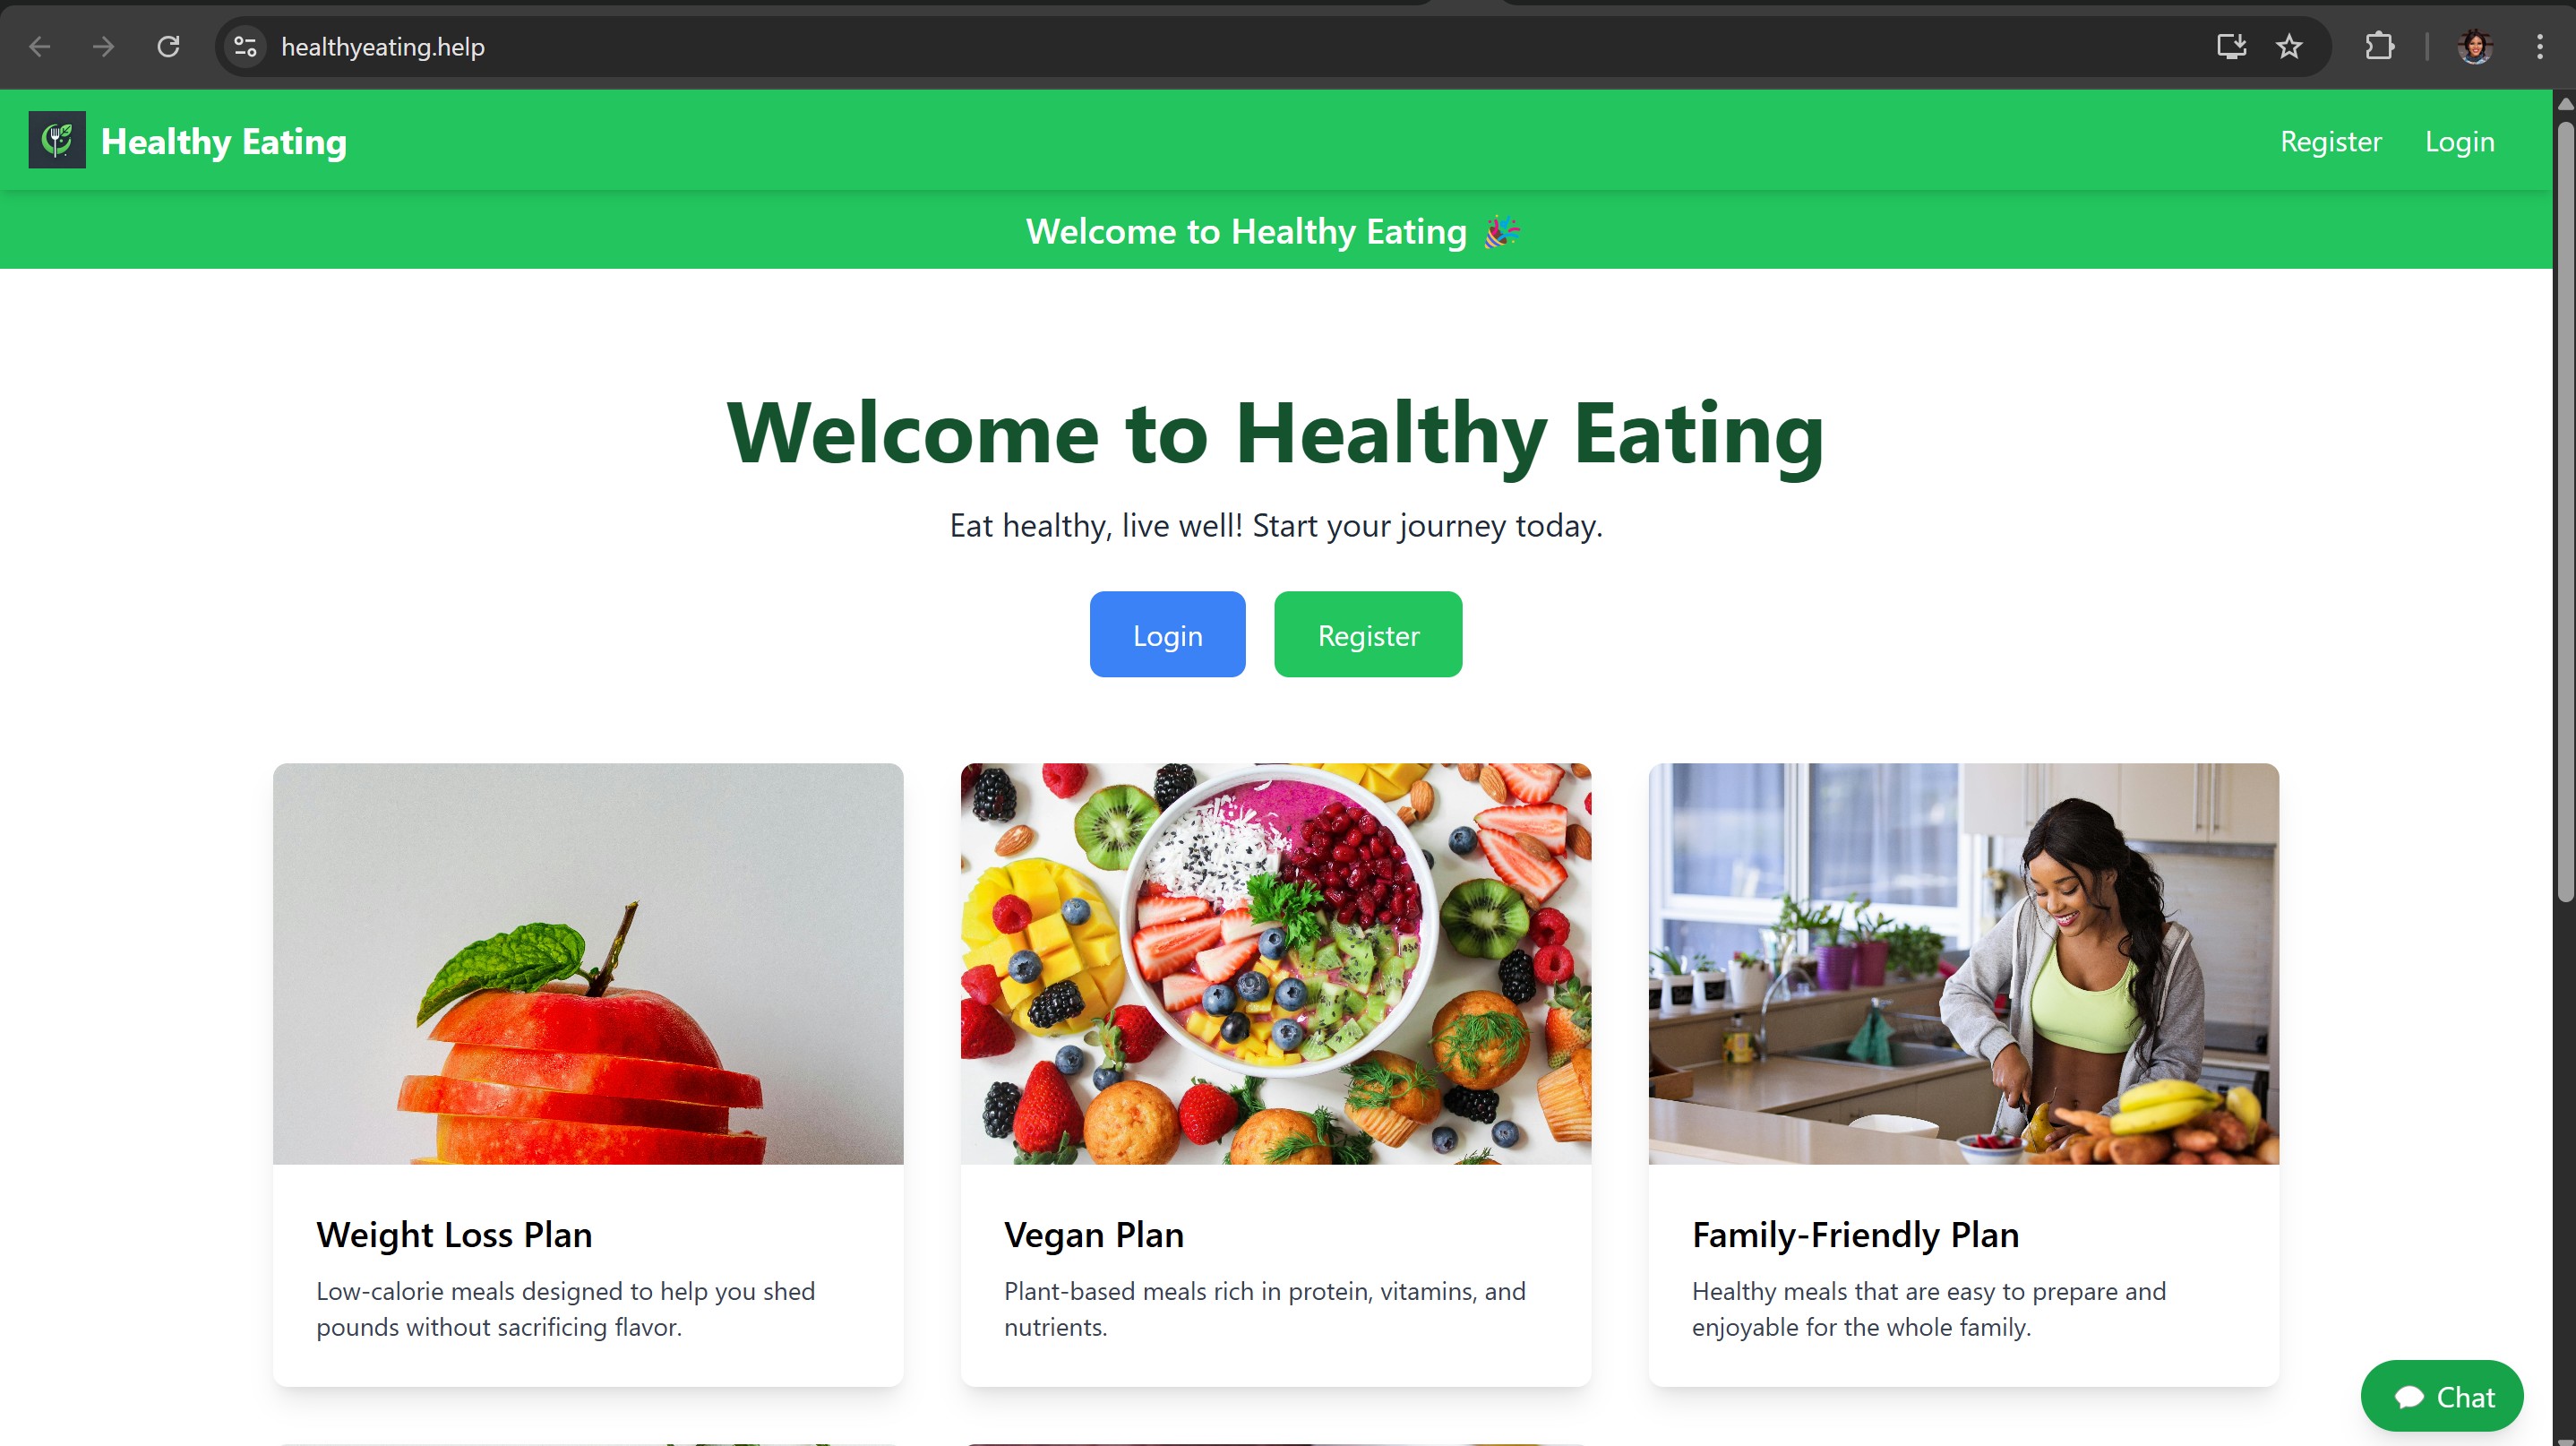 healthyeating.help
Healthy Eating
Register
Login
Welcome to Healthy Eating 🎉
Welcome to Healthy Eating
Eat healthy, live well! Start your journey today.
Login
Register
Weight Loss Plan
Low-calorie meals designed to help you shed
pounds without sacrificing flavor.
Vegan Plan
Plant-based meals rich in protein, vitamins, and
nutrients.
Family-Friendly Plan
Healthy meals that are easy to prepare and
enjoyable for the whole family.
Chat